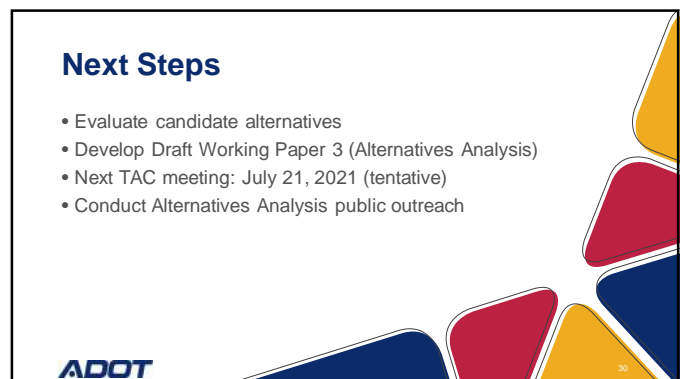 Next Steps
• Evaluate candidate alternatives
• Develop Draft Working Paper 3 (Alternatives Analysis)
• Next TAC meeting: July 21, 2021 (tentative)
• Conduct Alternatives Analysis public outreach
ADOT
30